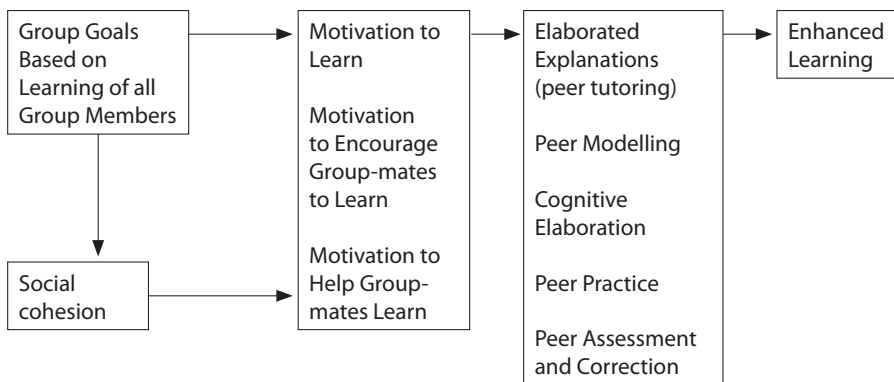 Group Goals
Based on
Learning of all
Group Members
Social
cohesion
Motivation to
Learn
Motivation
to Encourage
Group-mates
to Learn
Motivation to
Help Group-
mates Learn
Elaborated
Explanations
(peer tutoring)
Peer Modelling
Cognitive
Elaboration
Peer Practice
Peer Assessment
and Correction
Enhanced
Learning